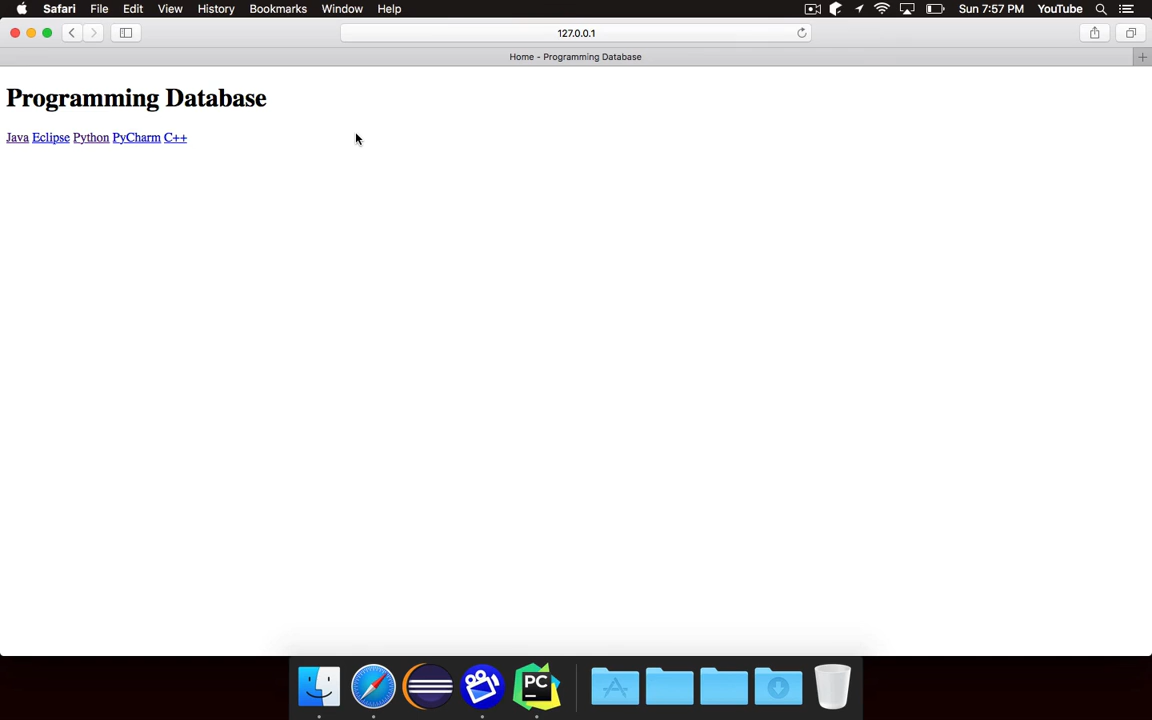 Safari File Edit View History Bookmarks Window Help Sun 7:57 PM YouTube
127.0.0.1
Home - Programming Database
Programming Database
Java Eclipse Python PyCharm C++
PC